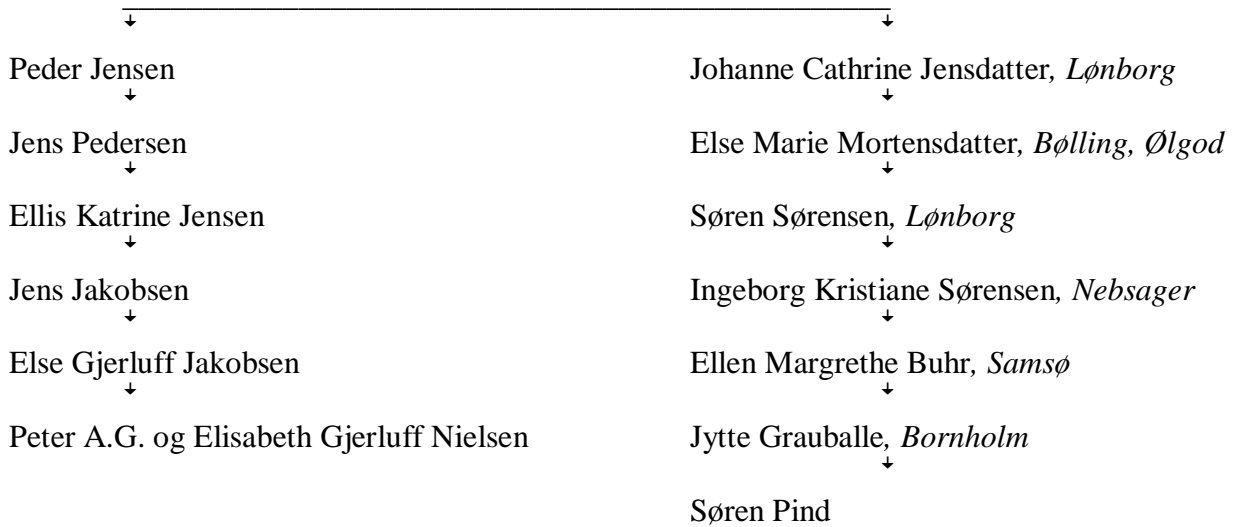 Peder Jensen
Johanne Cathrine Jensdatter, Lønborg
Jens Pedersen
Else Marie Mortensdatter, Bølling, Ølgod
Ellis Katrine Jensen
Søren Sørensen, Lønborg
Jens Jakobsen
Ingeborg Kristiane Sørensen, Nebsager
Else Gjerluff Jakobsen
Ellen Margrethe Buhr, Samsø
Peter A.G. og Elisabeth Gjerluff Nielsen
Jytte Grauballe, Bornholm
Søren Pind